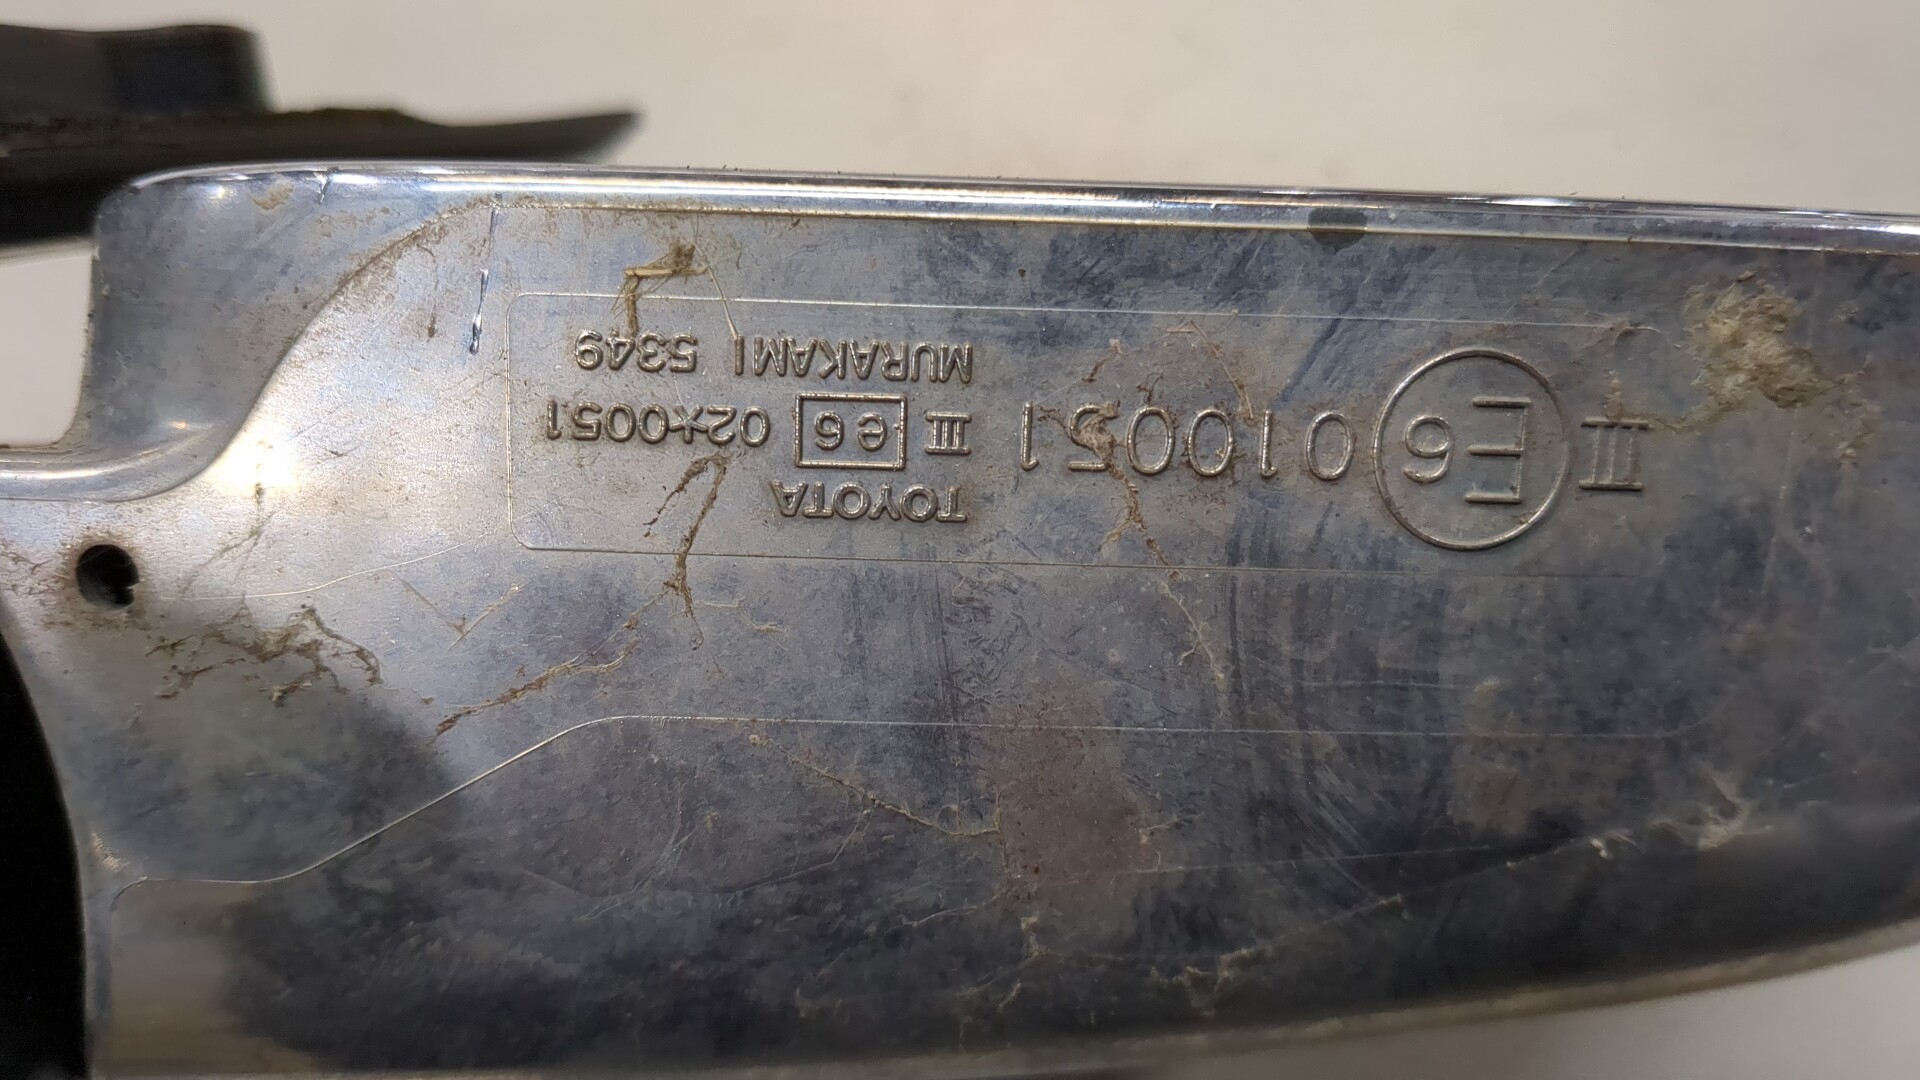 III E6 010051
TOYOTA
III e6 02*0051
MURAKAMI 5349